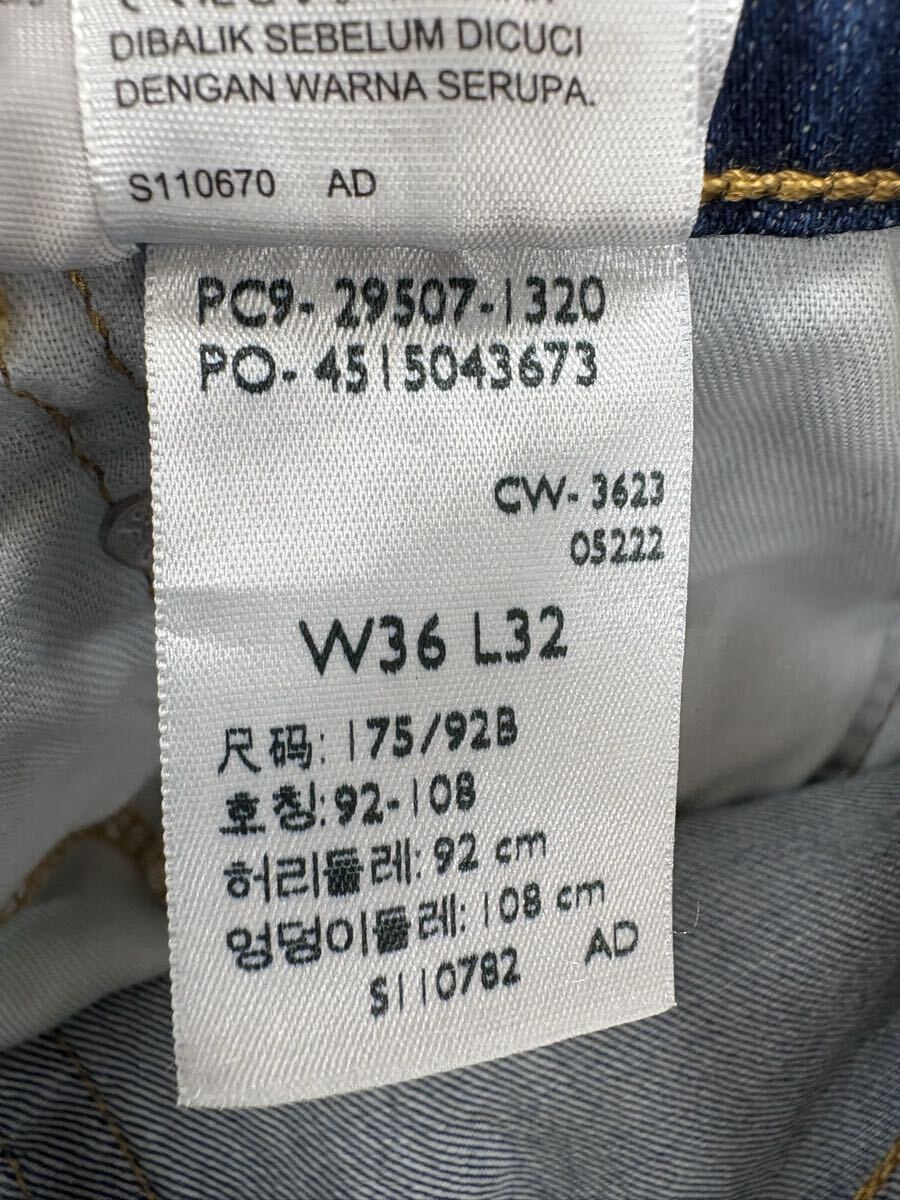 DIBALIK SEBELUM DICUCI
DENGAN WARNA SERUPA.
S110670 AD
PC9- 29507-1320
PO- 4515043673
CW- 3623
05222
W36 L32
尺码: 175/92B
호칭: 92-108
허리둘레: 92 cm
엉덩이둘레: 108 cm
S110782 AD